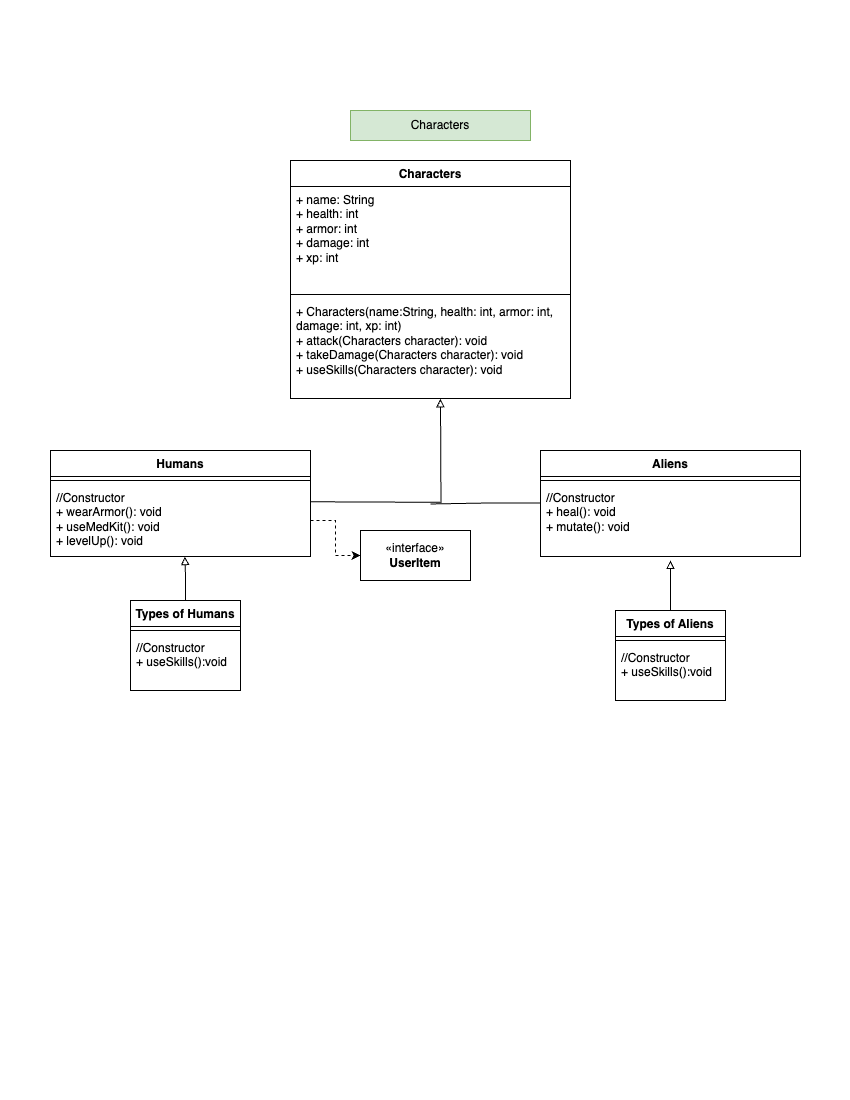 Characters
Characters
+ name: String
+ health: int
+ armor: int
+ damage: int
+ xp: int
+ Characters(name:String, health: int, armor: int,
damage: int, xp: int)
+ attack(Characters character): void
+ takeDamage(Characters character): void
+ useSkills(Characters character): void
Humans
//Constructor
+ wearArmor(): void
+ useMedKit(): void
+ levelUp(): void
Aliens
//Constructor
+ heal(): void
+ mutate(): void
«interface»
UserItem
Types of Humans
//Constructor
+ useSkills():void
Types of Aliens
//Constructor
+ useSkills():void